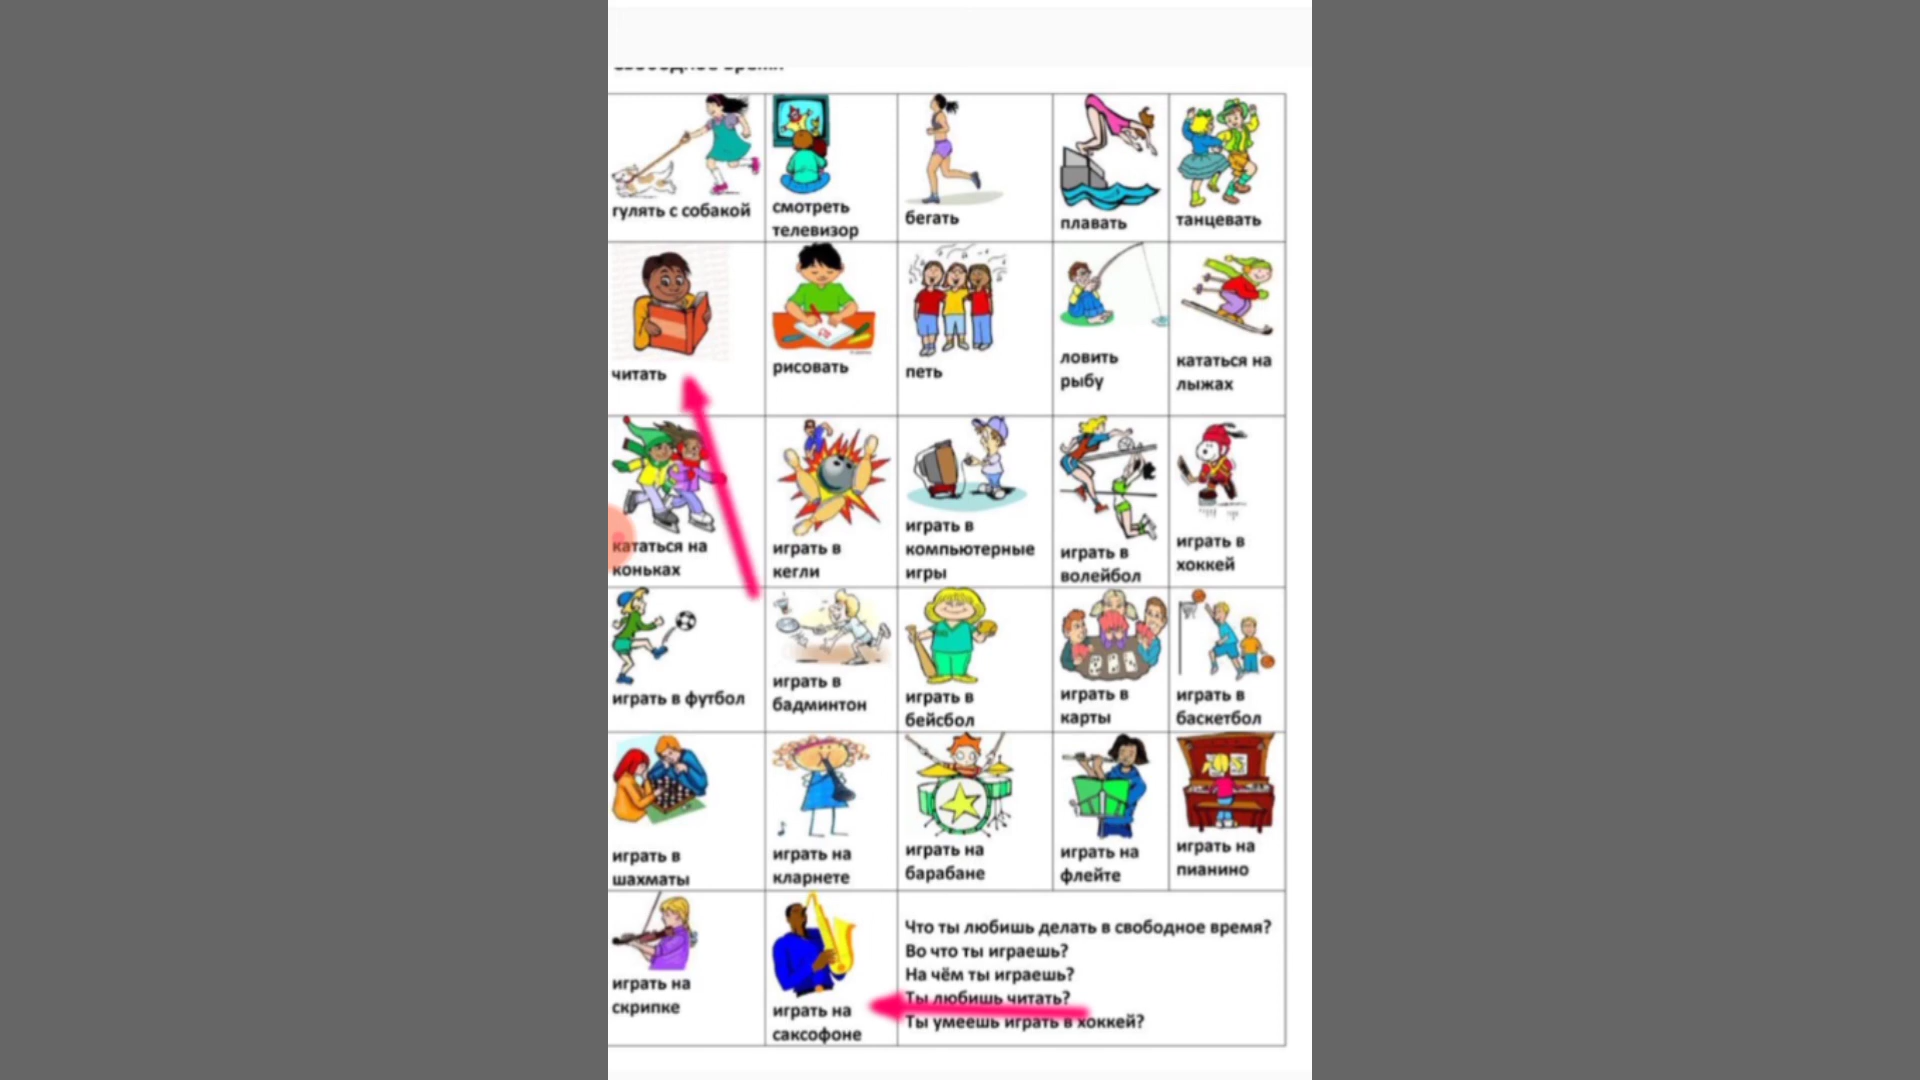 свободное время
гулять с собакой
смотреть
телевизор
бегать
плавать
танцевать
читать
рисовать
петь
ловить
рыбу
кататься на
лыжах
кататься на
коньках
играть в
кегли
играть в
компьютерные
игры
играть в
волейбол
играть в
хоккей
играть в футбол
играть в
бадминтон
играть в
бейсбол
играть в
карты
играть в
баскетбол
играть в
шахматы
играть на
кларнете
играть на
барабане
играть на
флейте
играть на
пианино
играть на
скрипке
играть на
саксофоне
Что ты любишь делать в свободное время?
Во что ты играешь?
На чём ты играешь?
Ты любишь читать?
Ты умеешь играть в хоккей?